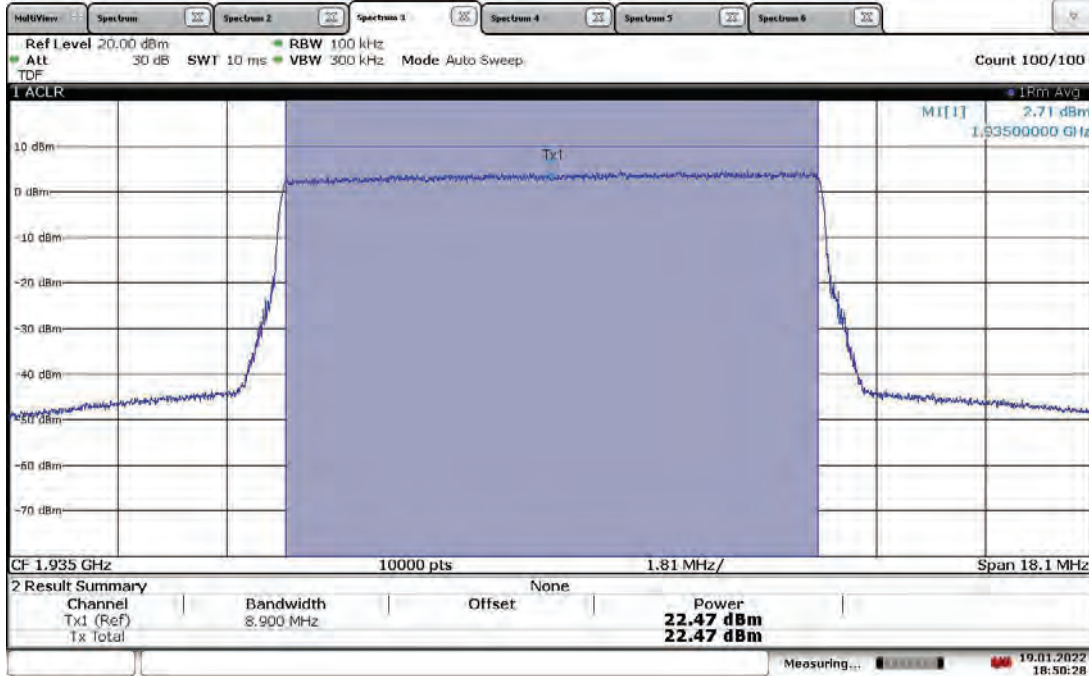 MultiView Spectrum Spectrum 2 Spectrum 3 Spectrum 4 Spectrum 5 Spectrum 6
Ref Level 20.00 dBm RBW 100 kHz
Att 30 dB SWT 10 ms VBW 300 kHz Mode Auto Sweep Count 100/100
TDF
1 ACLR 1Rm Avg
M1[1] 2.71 dBm
1.93500000 GHz
10 dBm
Tx1
0 dBm
-10 dBm
-20 dBm
-30 dBm
-40 dBm
-50 dBm
-60 dBm
-70 dBm
CF 1.935 GHz 10000 pts 1.81 MHz/ Span 18.1 MHz
2 Result Summary None
Channel Bandwidth Offset Power
Tx1 (Ref) 8.900 MHz 22.47 dBm
Tx Total 22.47 dBm
Measuring... 19.01.2022
18:50:28